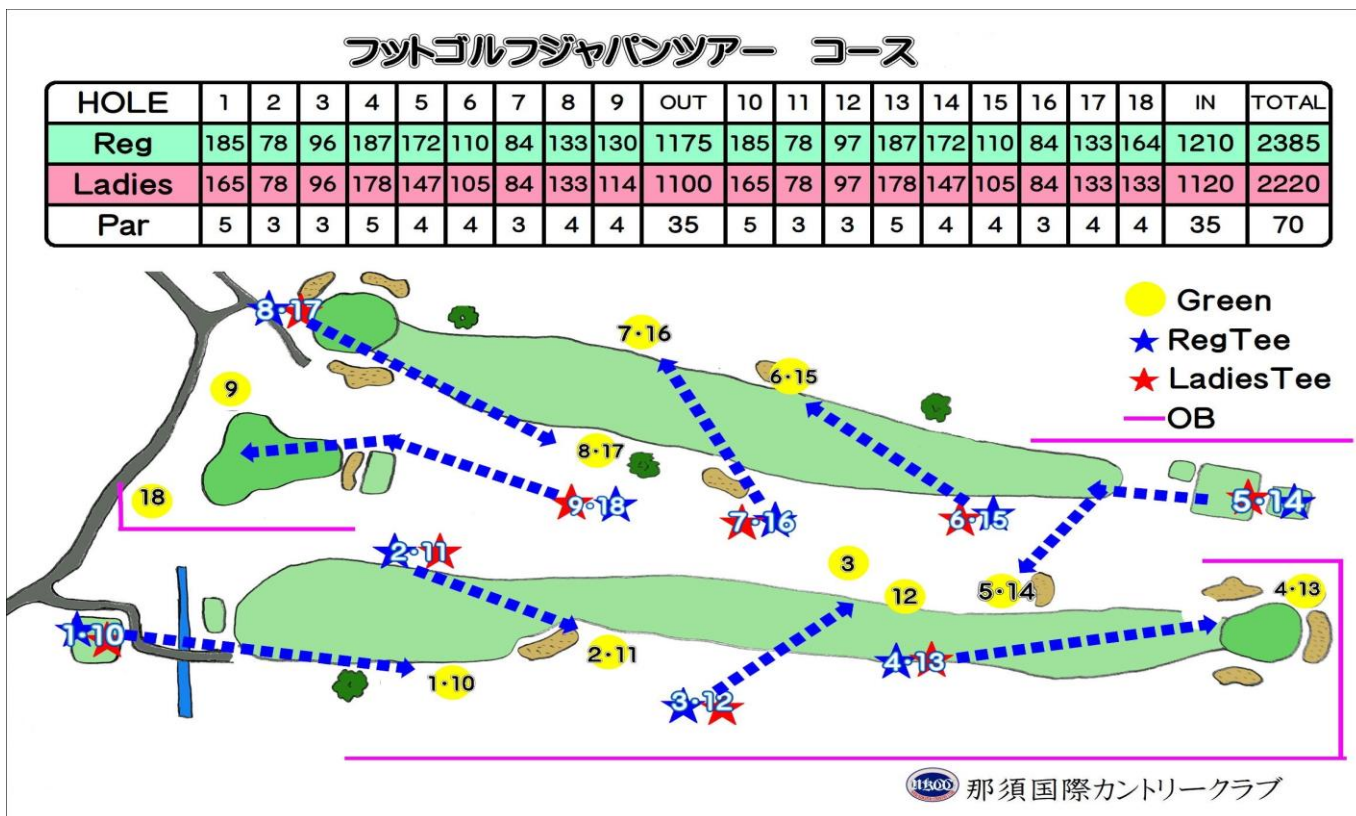 フットゴルフジャパンツアー コース
HOLE 1 2 3 4 5 6 7 8 9 OUT 10 11 12 13 14 15 16 17 18 IN TOTAL
Reg 185 78 96 187 172 110 84 133 130 1175 185 78 97 187 172 110 84 133 164 1210 2385
Ladies 165 78 96 178 147 105 84 133 114 1100 165 78 97 178 147 105 84 133 133 1120 2220
Par 5 3 3 5 4 4 3 4 4 35 5 3 3 5 4 4 3 4 4 35 70
Green
RegTee
LadiesTee
OB
8・17
7・16
6・15
9
8・17
18
9・18
7・16
6・15
5・14
2・11
3
12
5・14
4・13
1・10
2・11
1・10
4・13
3・12
NKCC
那須国際カントリークラブ